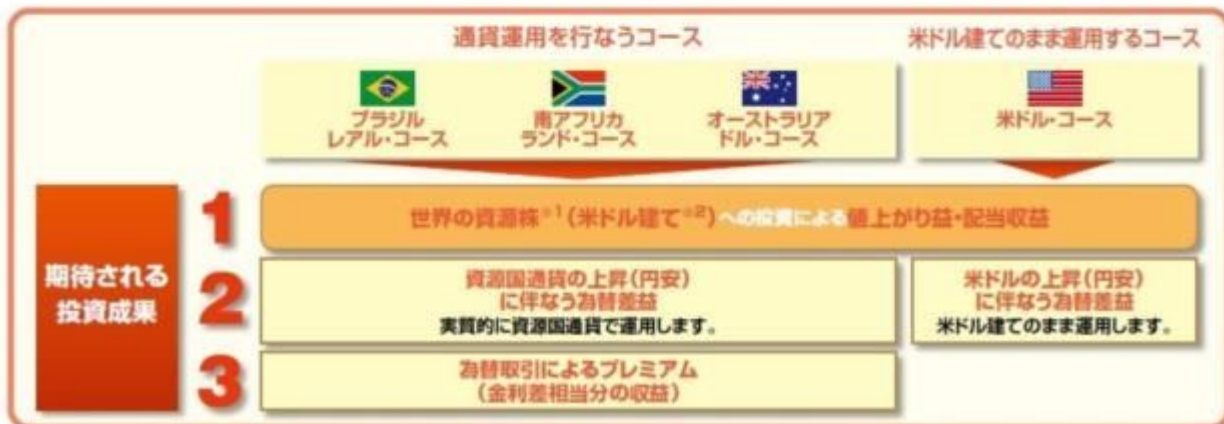 通貨運用を行なうコース
米ドル建てのまま運用するコース
ブラジル
レアル・コース
南アフリカ
ランド・コース
オーストラリア
ドル・コース
米ドル・コース
期待される
投資成果
1
世界の資源株※1(米ドル建て※2)への投資による値上がり益・配当収益
2
資源国通貨の上昇(円安)
に伴なう為替差益
実質的に資源国通貨で運用します。
米ドルの上昇(円安)
に伴なう為替差益
米ドル建てのまま運用します。
3
為替取引によるプレミアム
(金利差相当分の収益)